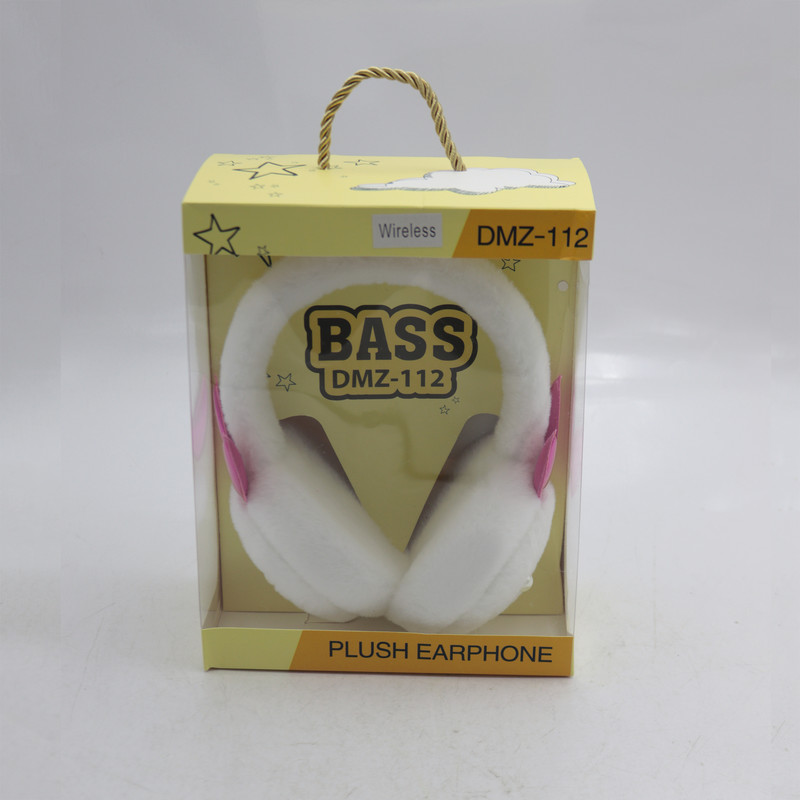 Wireless
DMZ-112
BASS
DMZ-112
PLUSH EARPHONE